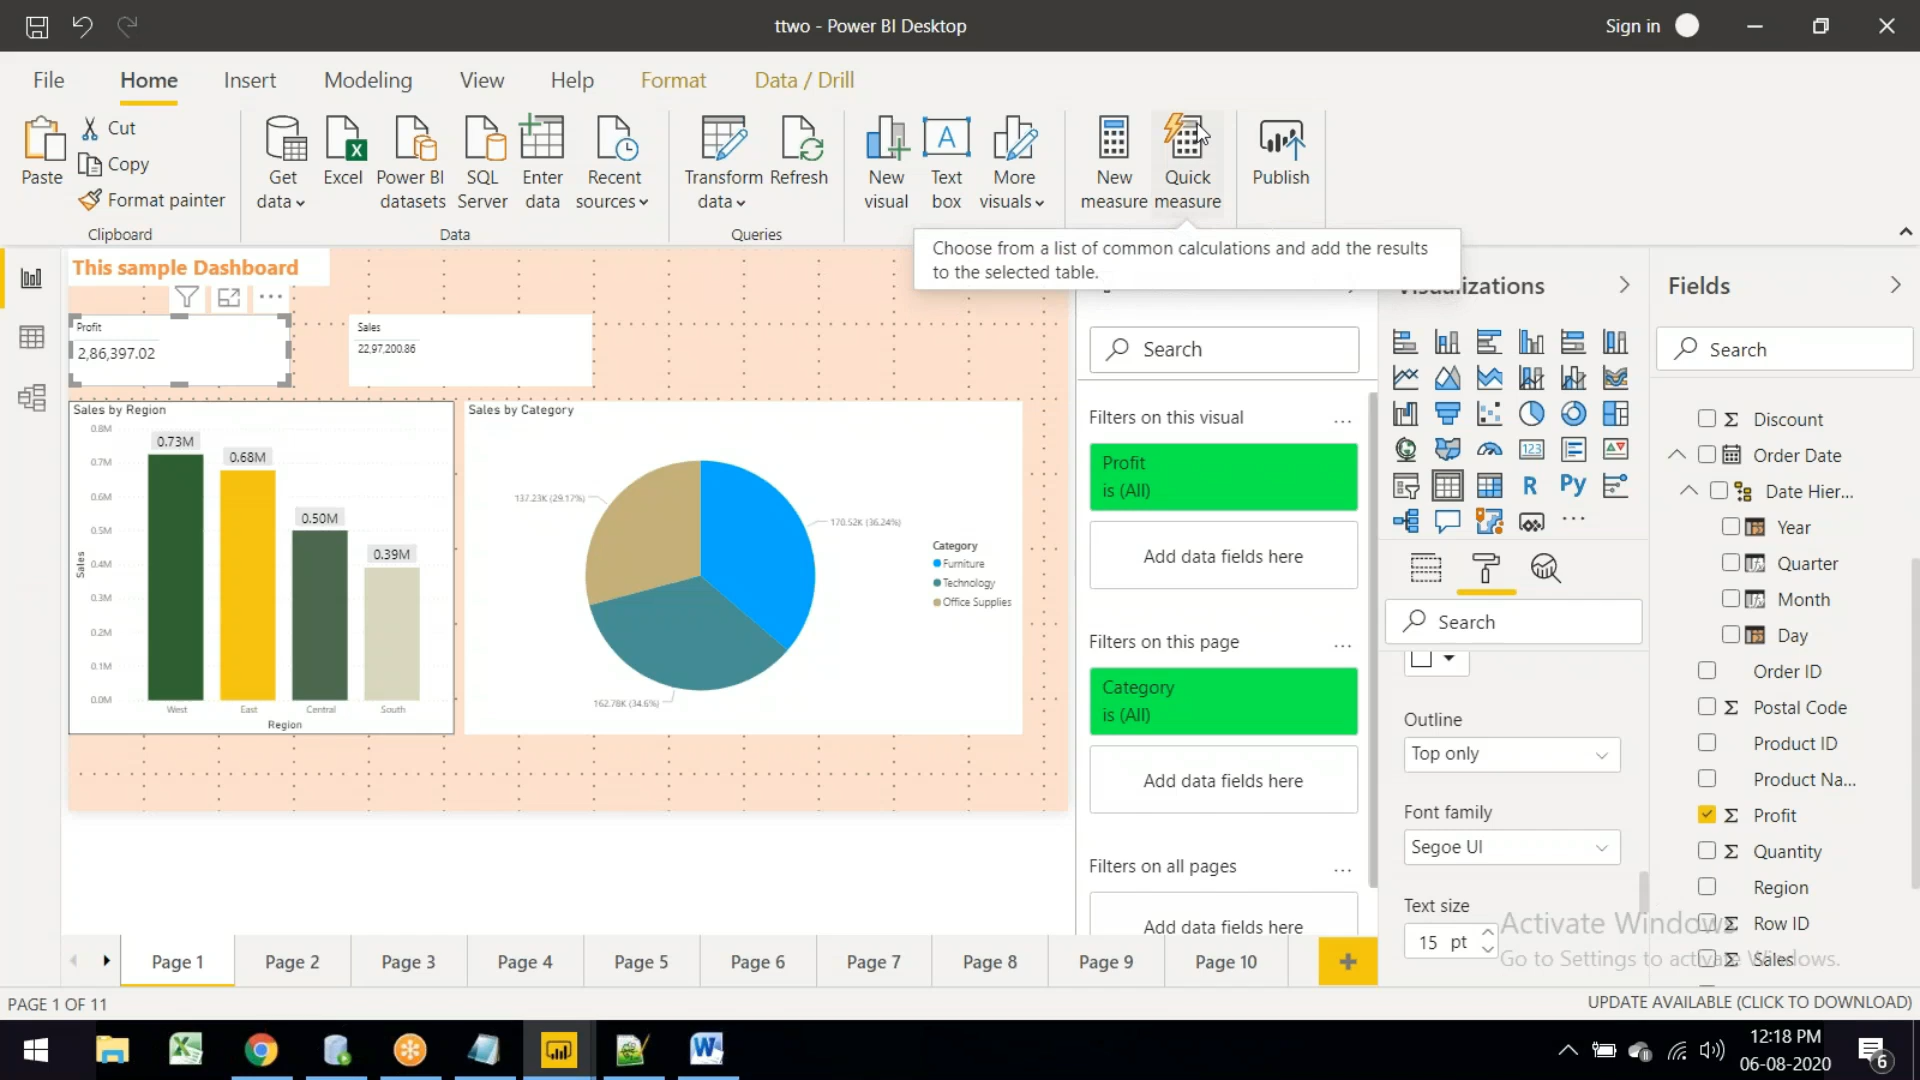 ttwo - Power BI Desktop
Sign in
File Home Insert Modeling View Help Format Data / Drill
Paste
Cut
Copy
Format painter
Clipboard
Get data
Excel
Power BI datasets
SQL Server
Enter data
Recent sources
Data
Transform data
Refresh
Queries
New visual
A
Text box
More visuals
New measure
Quick measure
Publish
Choose from a list of common calculations and add the results
to the selected table.
This sample Dashboard
Profit
2,86,397.02
Sales
22,97,200.86
Sales by Region
0.8M
0.7M
0.6M
0.5M
0.4M
0.3M
0.2M
0.1M
0.0M
Sales
0.73M
0.68M
0.50M
0.39M
West East Central South
Region
Sales by Category
137.23K (29.17%)
170.52K (36.24%)
162.78K (34.6%)
Category
Furniture
Technology
Office Supplies
Search
Filters on this visual ...
Profit
is (All)
Add data fields here
Filters on this page ...
Category
is (All)
Add data fields here
Filters on all pages ...
Add data fields here
Visualizations
123
R Py
...
Search
Outline
Top only
Font family
Segoe UI
Text size
15 pt
Fields
Search
Σ Discount
Order Date
Date Hier...
Year
Quarter
Month
Day
Order ID
Σ Postal Code
Product ID
Product Na...
Σ Profit
Σ Quantity
Region
Σ Row ID
Σ Sales
Activate Windows
Go to Settings to activate Windows.
Page 1 Page 2 Page 3 Page 4 Page 5 Page 6 Page 7 Page 8 Page 9 Page 10
PAGE 1 OF 11
UPDATE AVAILABLE (CLICK TO DOWNLOAD)
12:18 PM
06-08-2020
6